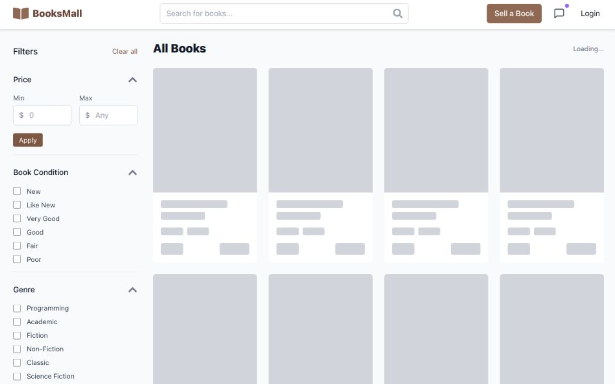 BooksMall
Search for books...
Sell a Book
Login
Filters
Clear all
Price
Min
Max
$ 0
$ Any
Apply
Book Condition
New
Like New
Very Good
Good
Fair
Poor
Genre
Programming
Academic
Fiction
Non-Fiction
Classic
Science Fiction
All Books
Loading...